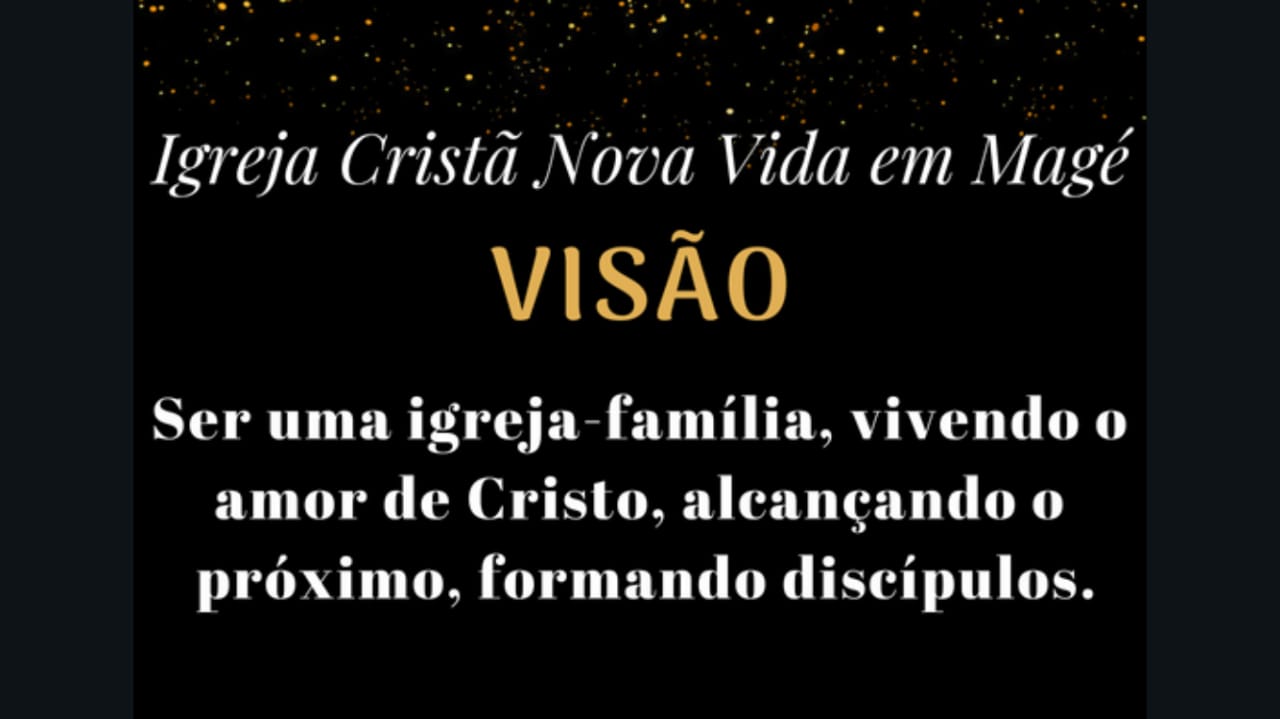 Igreja Cristã Nova Vida em Magé
VISÃO
Ser uma igreja-família, vivendo o
amor de Cristo, alcançando o
próximo, formando discípulos.